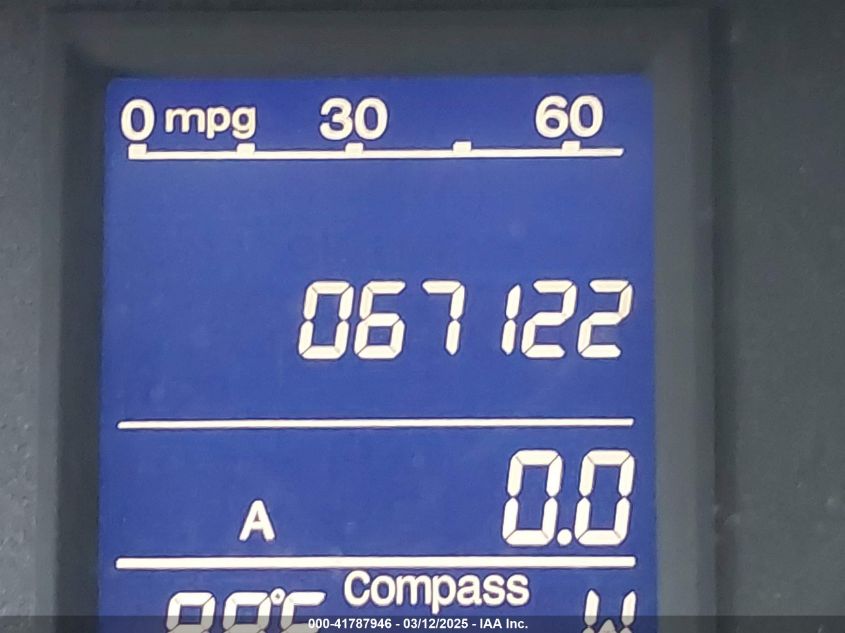 0 mpg 30 60
067122
A 0.0
Compass
W
000-41787946 - 03/12/2025 - IAA Inc.